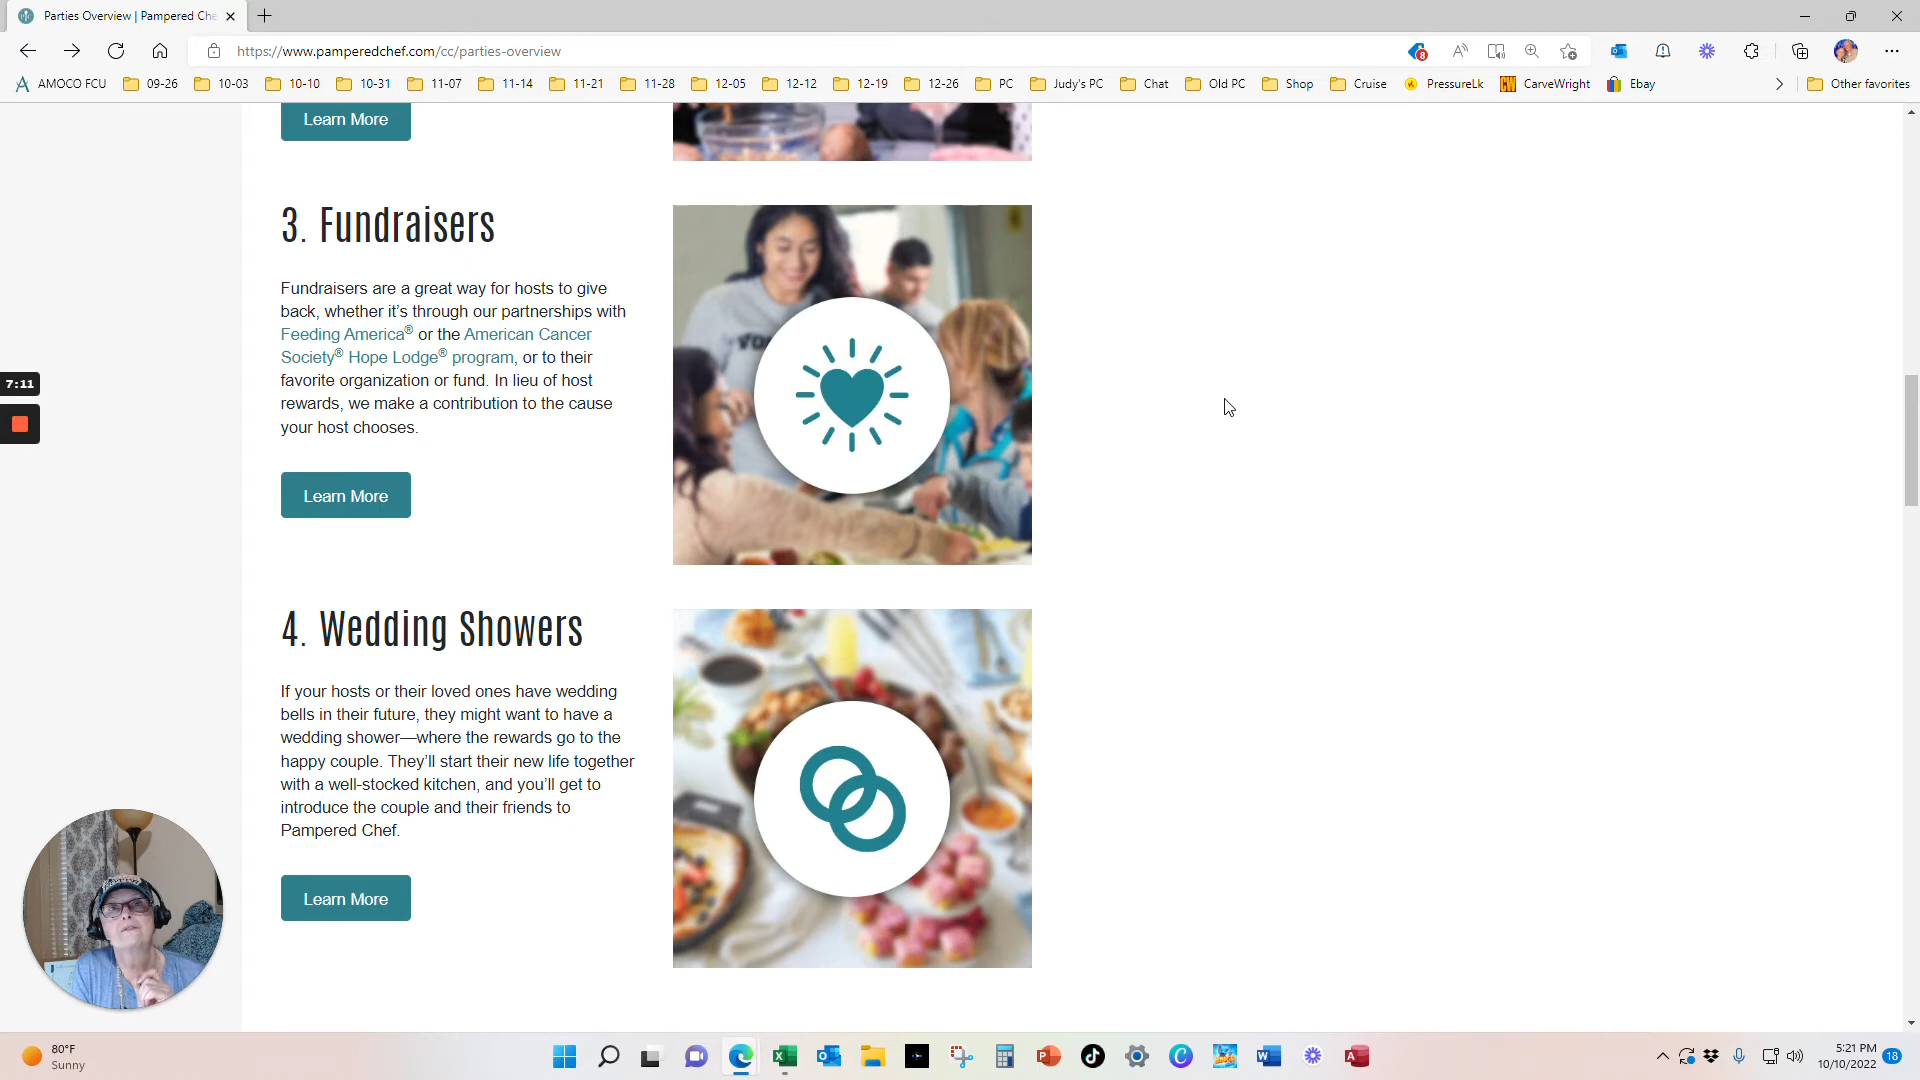 Parties Overview | Pampered Che
https://www.pamperedchef.com/cc/parties-overview
8
AMOCO FCU
09-26
10-03
10-10
10-31
11-07
11-14
11-21
11-28
12-05
12-12
12-19
12-26
PC
Judy's PC
Chat
Old PC
Shop
Cruise
PressureLk
CarveWright
Ebay
Other favorites
Learn More
3. Fundraisers
Fundraisers are a great way for hosts to give
back, whether it’s through our partnerships with
Feeding America® or the American Cancer
Society® Hope Lodge® program, or to their
favorite organization or fund. In lieu of host
rewards, we make a contribution to the cause
your host chooses.
Learn More
7:11
4. Wedding Showers
If your hosts or their loved ones have wedding
bells in their future, they might want to have a
wedding shower—where the rewards go to the
happy couple. They’ll start their new life together
with a well-stocked kitchen, and you’ll get to
introduce the couple and their friends to
Pampered Chef.
Learn More
80°F
Sunny
5:21 PM
10/10/2022
18